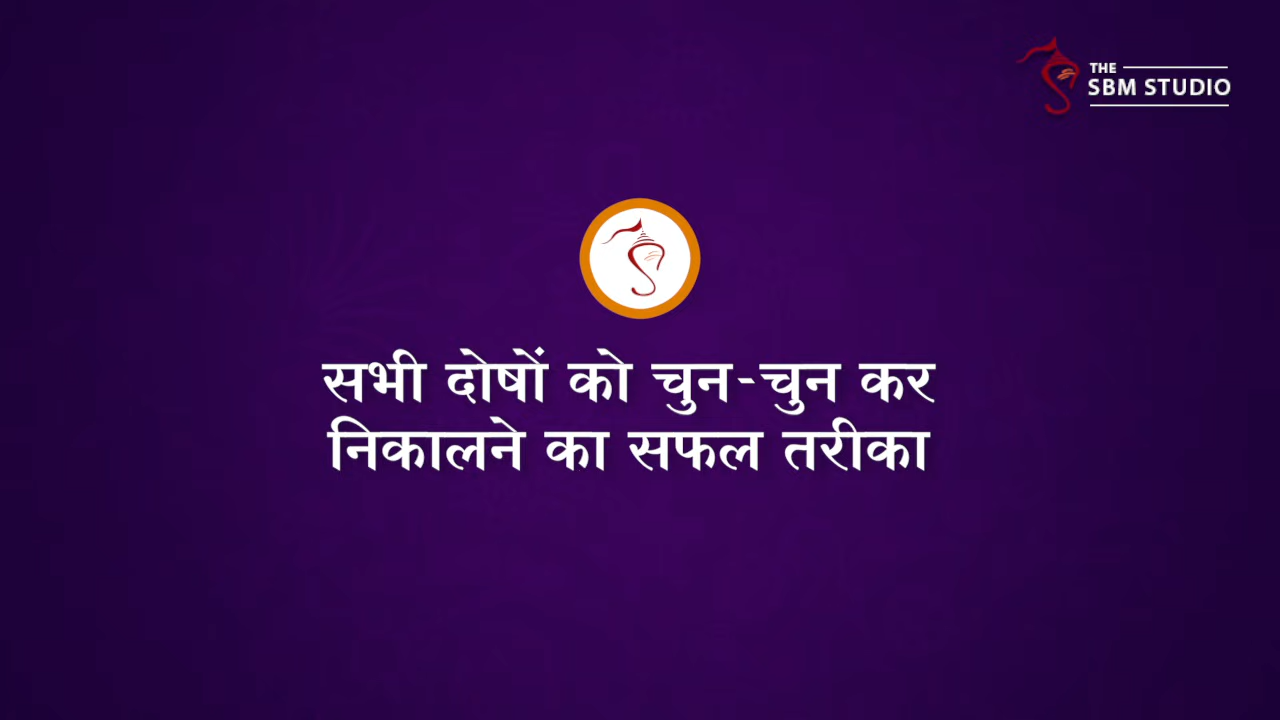 THE
SBM STUDIO
सभी दोषों को चुन-चुन कर
निकालने का सफल तरीका